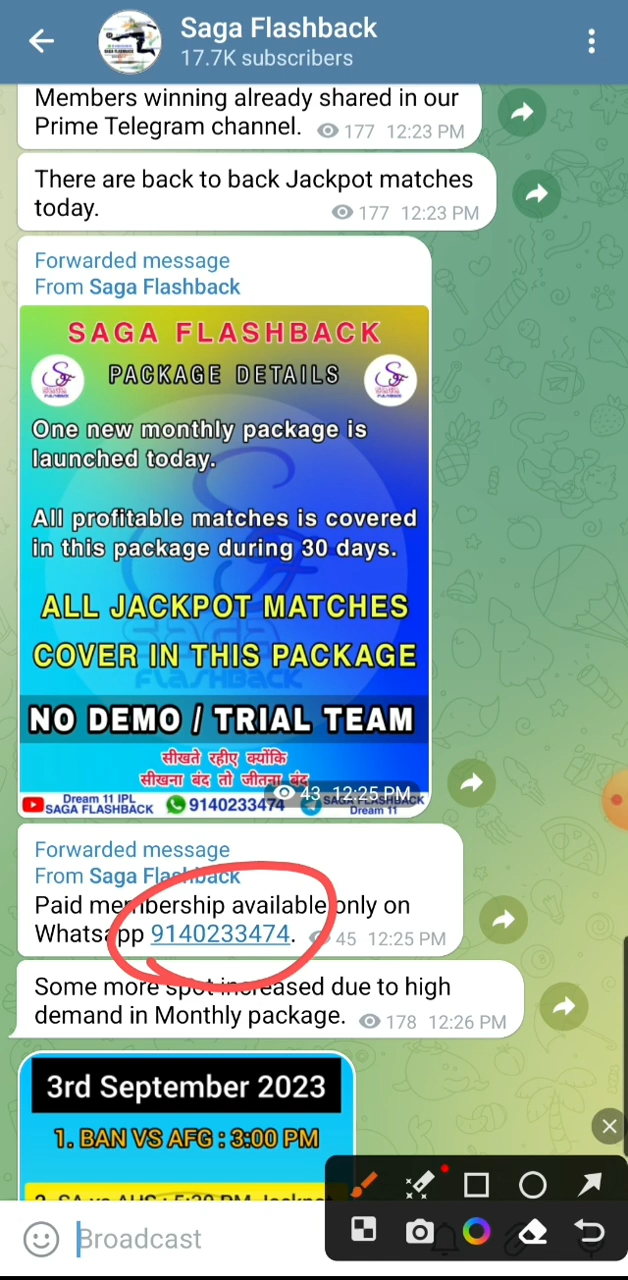 Saga Flashback
17.7K subscribers
Members winning already shared in our
Prime Telegram channel. 177 12:23 PM
There are back to back Jackpot matches
today. 177 12:23 PM
Forwarded message
From Saga Flashback
SAGA FLASHBACK
PACKAGE DETAILS
One new monthly package is
launched today.
All profitable matches is covered
in this package during 30 days.
ALL JACKPOT MATCHES
COVER IN THIS PACKAGE
NO DEMO / TRIAL TEAM
सीखते रहीए क्योंकि
सीखना बंद तो जीतना बंद
43 12:25 PM
Dream 11 IPL
SAGA FLASHBACK
9140233474
SAGA FLASHBACK
Dream 11
Forwarded message
From Saga Flashback
Paid membership available only on
Whatsapp 9140233474. 45 12:25 PM
Some more spot increased due to high
demand in Monthly package. 178 12:26 PM
3rd September 2023
1. BAN VS AFG : 3:00 PM
Broadcast